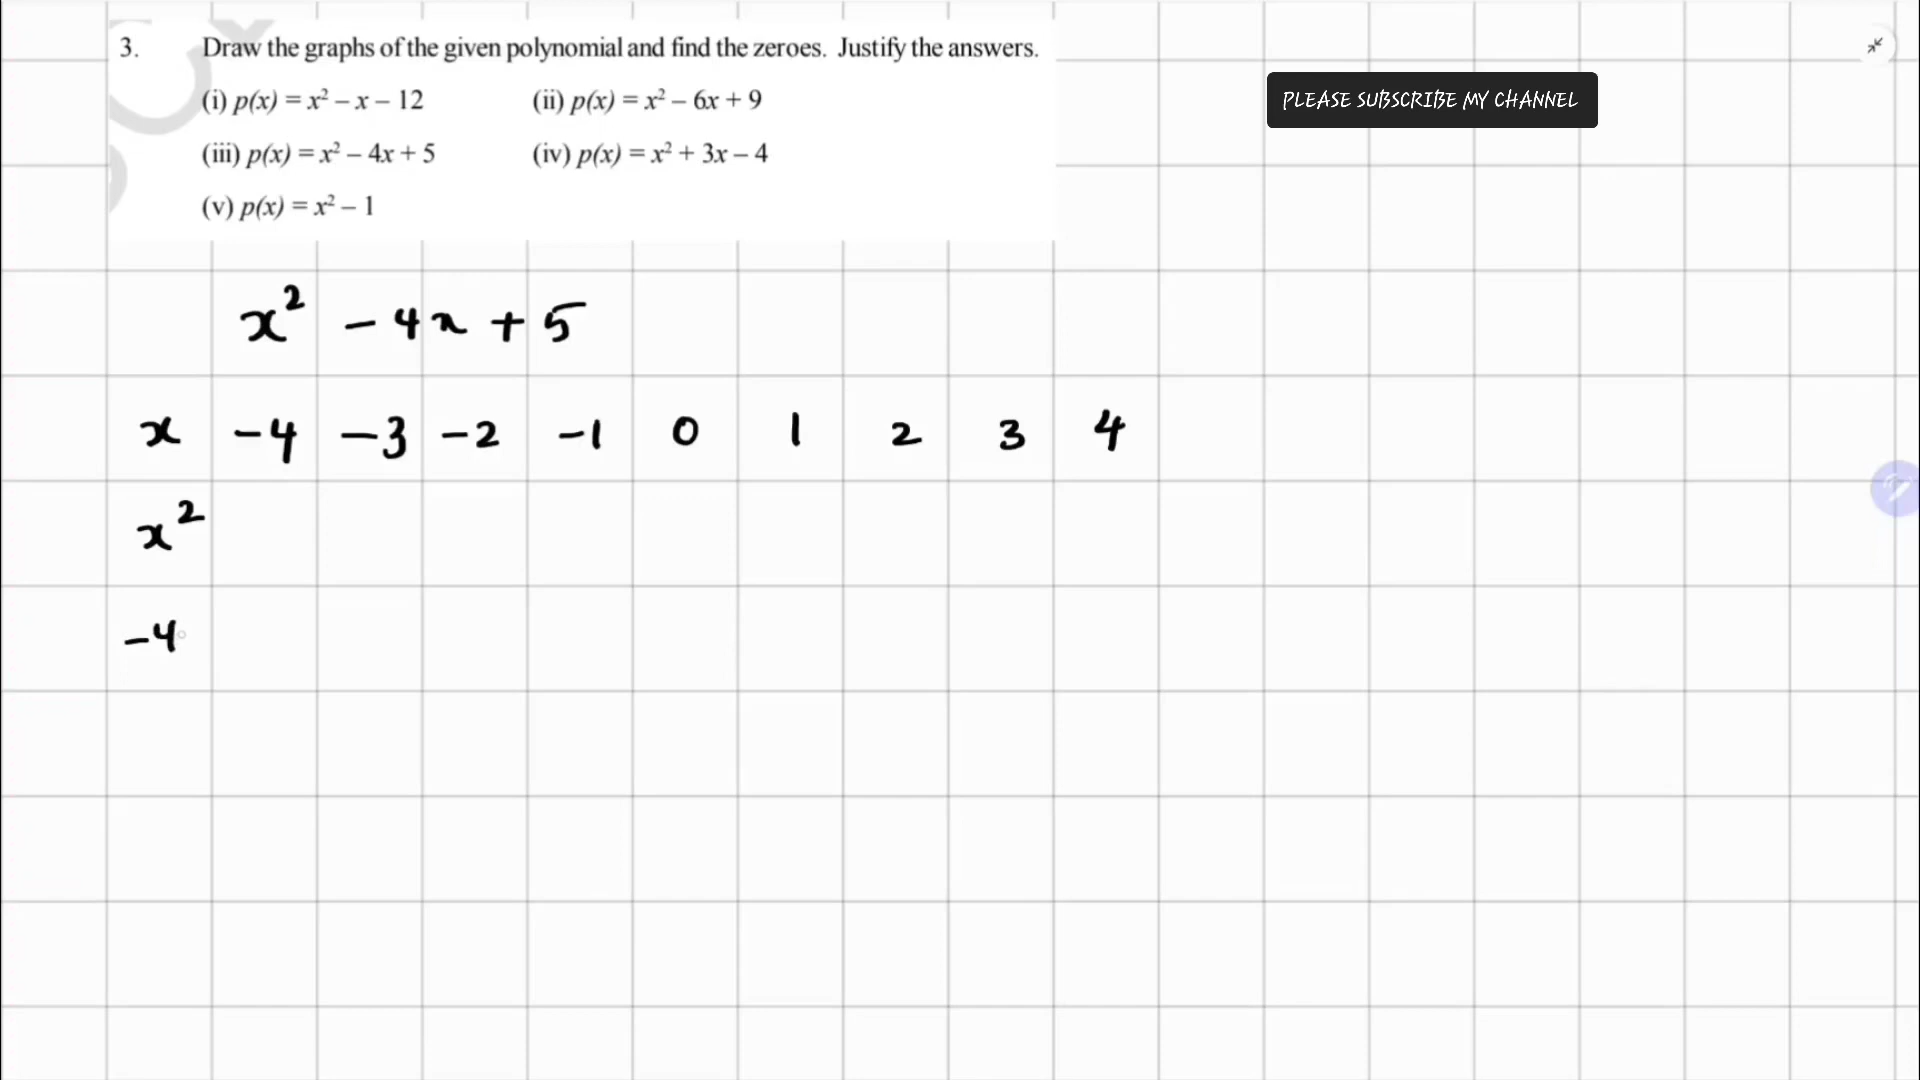 3. Draw the graphs of the given polynomial and find the zeroes. Justify the answers.
(i) p(x) = x² – x – 12 (ii) p(x) = x² – 6x + 9
(iii) p(x) = x² – 4x + 5 (iv) p(x) = x² + 3x – 4
(v) p(x) = x² – 1
PLEASE SUBSCRIBE MY CHANNEL
x² - 4x + 5
x -4 -3 -2 -1 0 1 2 3 4
x²
-4